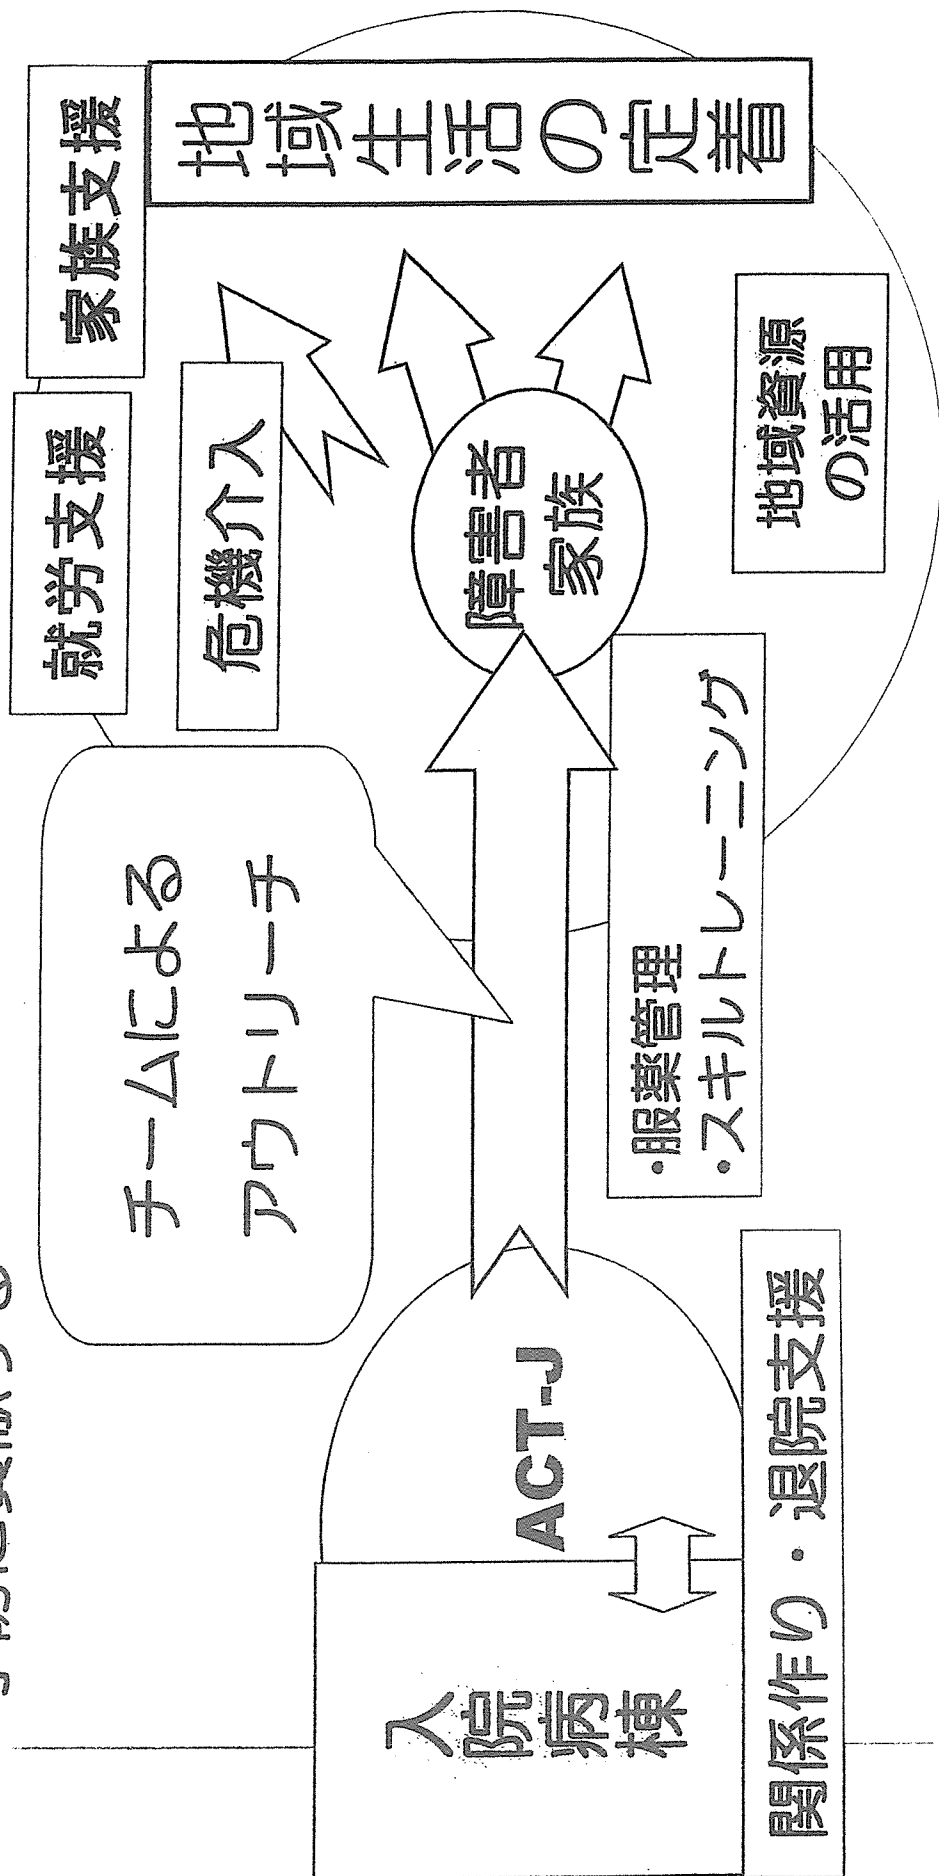 就労支援
家族支援
チームによる
アウトリーチ
危機介入
地域生活の定着
入院病棟
ACT-J
障害者
家族
・服薬管理
・スキルトレーニング
地域資源
の活用
関係作り・退院支援